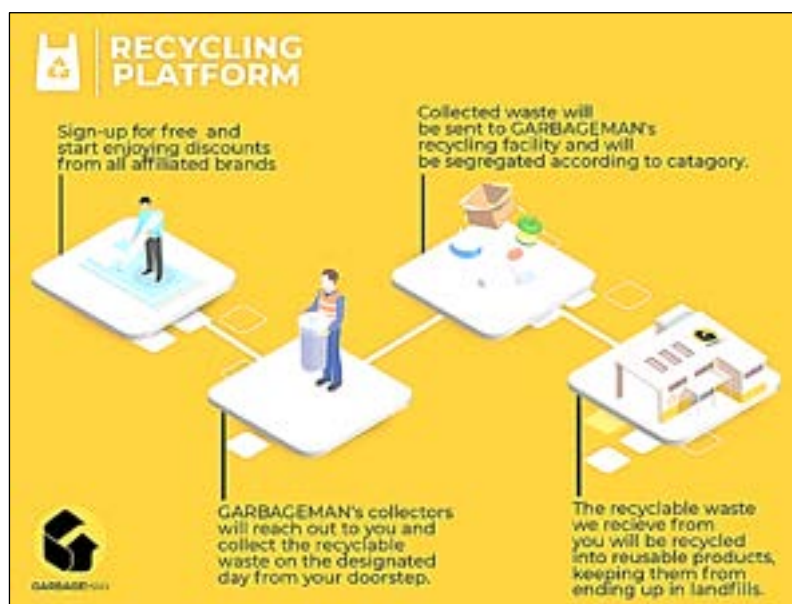 RECYCLING
PLATFORM
Sign-up for free and
start enjoying discounts
from all affiliated brands
Collected waste will
be sent to GARBAGEMAN's
recycling facility and will
be segregated according to catagory.
GARBAGEMAN's collectors
will reach out to you and
collect the recyclable
waste on the designated
day from your doorstep.
The recyclable waste
we recieve from
you will be recycled
into reusable products,
keeping them from
ending up in landfills.
GARBAGEMAN